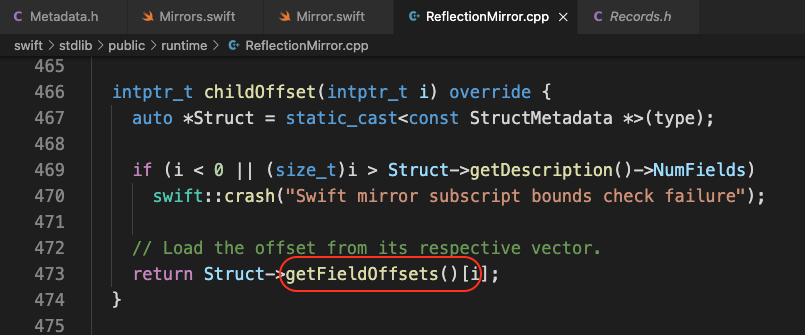 Metadata.h Mirrors.swift Mirror.swift ReflectionMirror.cpp × Records.h
swift › stdlib › public › runtime › ReflectionMirror.cpp
465
466 intptr_t childOffset(intptr_t i) override {
467 auto *Struct = static_cast<const StructMetadata *>(type);
468
469 if (i < 0 || (size_t)i > Struct->getDescription()->NumFields)
470 swift::crash("Swift mirror subscript bounds check failure");
471
472 // Load the offset from its respective vector.
473 return Struct->getFieldOffsets()[i];
474 }
475